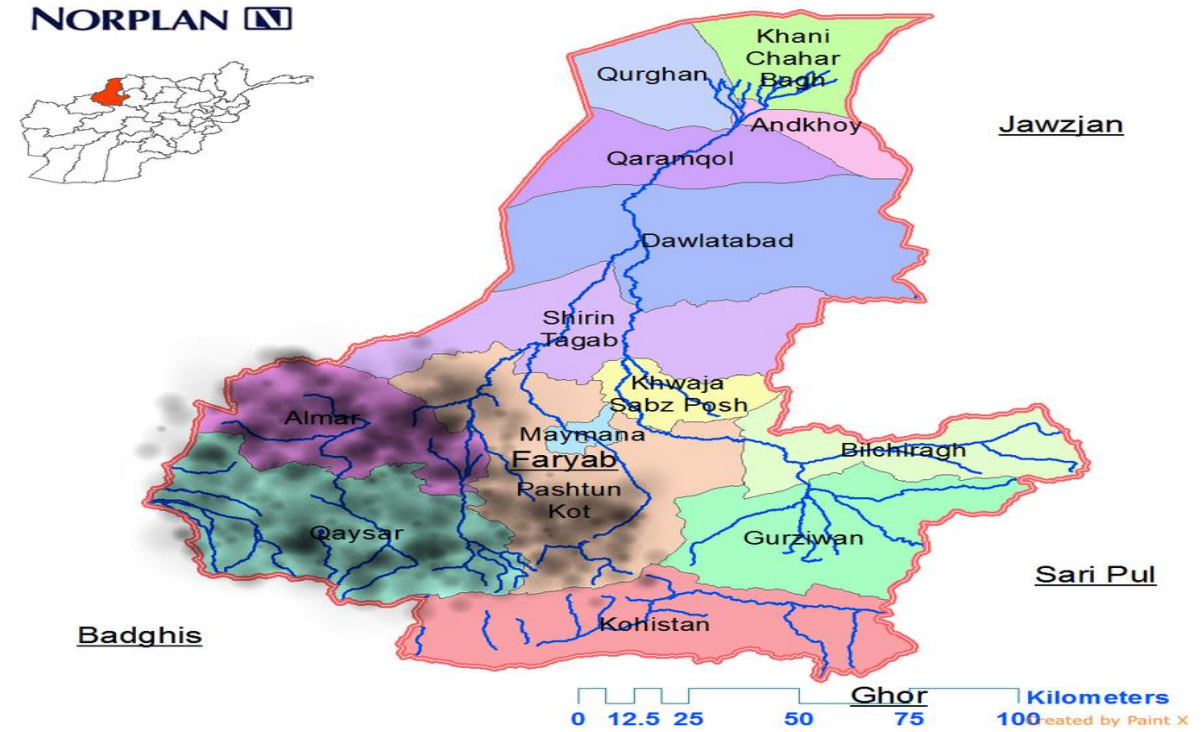 NORPLAN N
Khani
Chahar
Bagh
Qurghan
Andkhoy
Jawzjan
Qaramqol
Dawlatabad
Shirin
Tagab
Khwaja
Sabz Posh
Almar
Maymana
Bilchiragh
Faryab
Pashtun
Kot
Qaysar
Gurziwan
Sari Pul
Badghis
Kohistan
Ghor
Kilometers
0 12.5 25 50 75 100
Created by Paint X